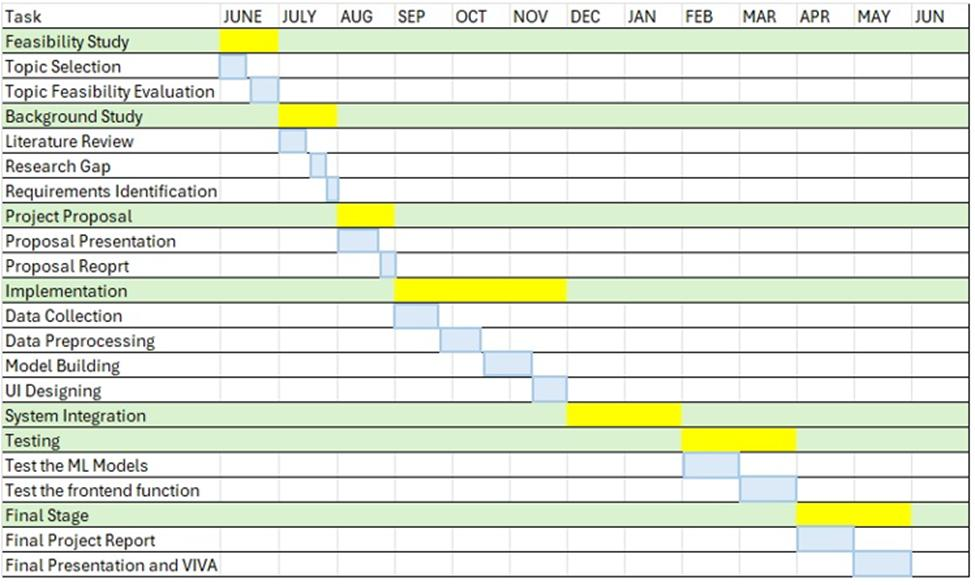 Task JUNE JULY AUG SEP OCT NOV DEC JAN FEB MAR APR MAY JUN
Feasibility Study
Topic Selection
Topic Feasibility Evaluation
Background Study
Literature Review
Research Gap
Requirements Identification
Project Proposal
Proposal Presentation
Proposal Reoprt
Implementation
Data Collection
Data Preprocessing
Model Building
UI Designing
System Integration
Testing
Test the ML Models
Test the frontend function
Final Stage
Final Project Report
Final Presentation and VIVA